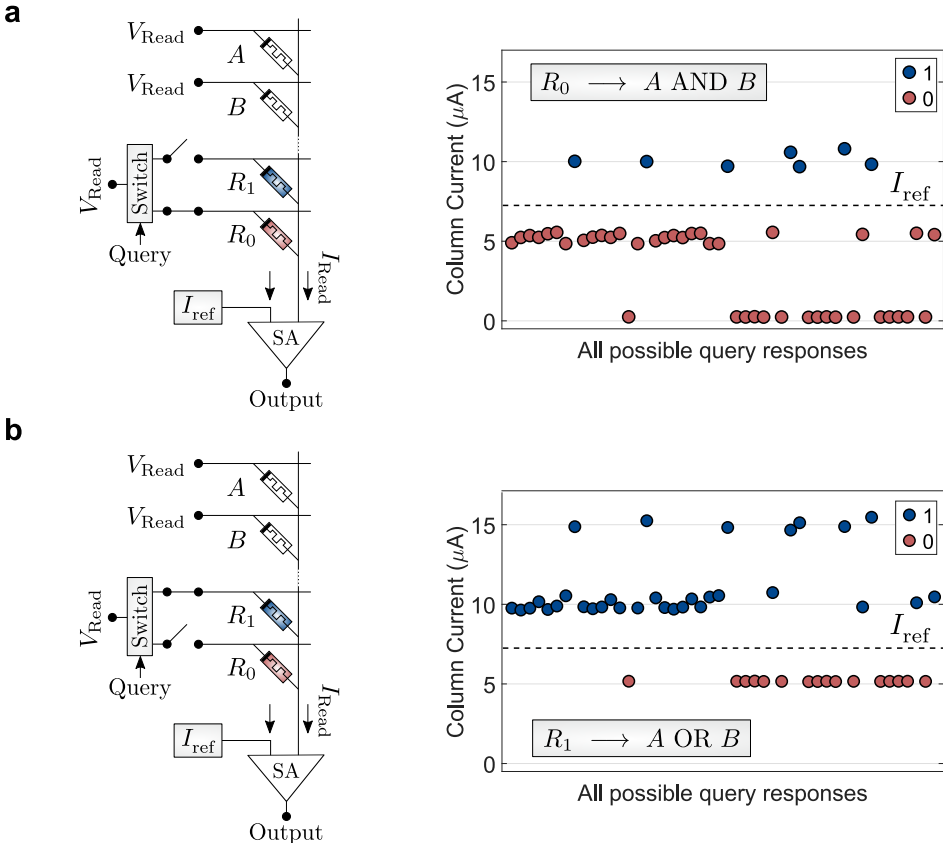 a
V_Read
A
V_Read
B
V_Read
Switch
R_1
R_0
Query
I_Read
I_ref
SA
Output
R_0 ⟶ A AND B
1
0
15
10
5
0
I_ref
Column Current (μA)
All possible query responses
b
V_Read
A
V_Read
B
V_Read
Switch
R_1
R_0
Query
I_Read
I_ref
SA
Output
1
0
15
10
5
0
I_ref
R_1 ⟶ A OR B
Column Current (μA)
All possible query responses